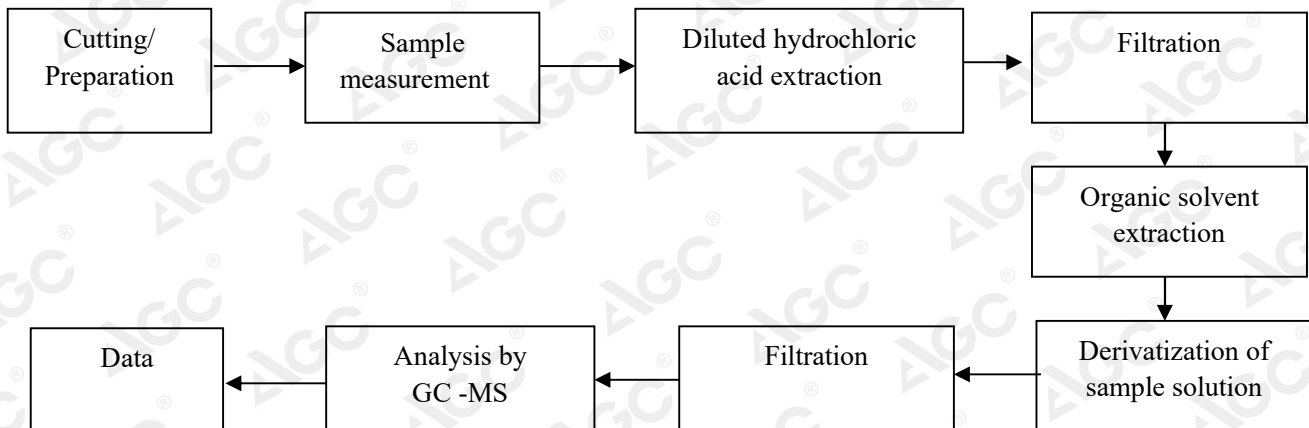 Cutting/
Preparation
Sample
measurement
Diluted hydrochloric
acid extraction
Filtration
Organic solvent
extraction
Derivatization of
sample solution
Filtration
Analysis by
GC -MS
Data
AGC®